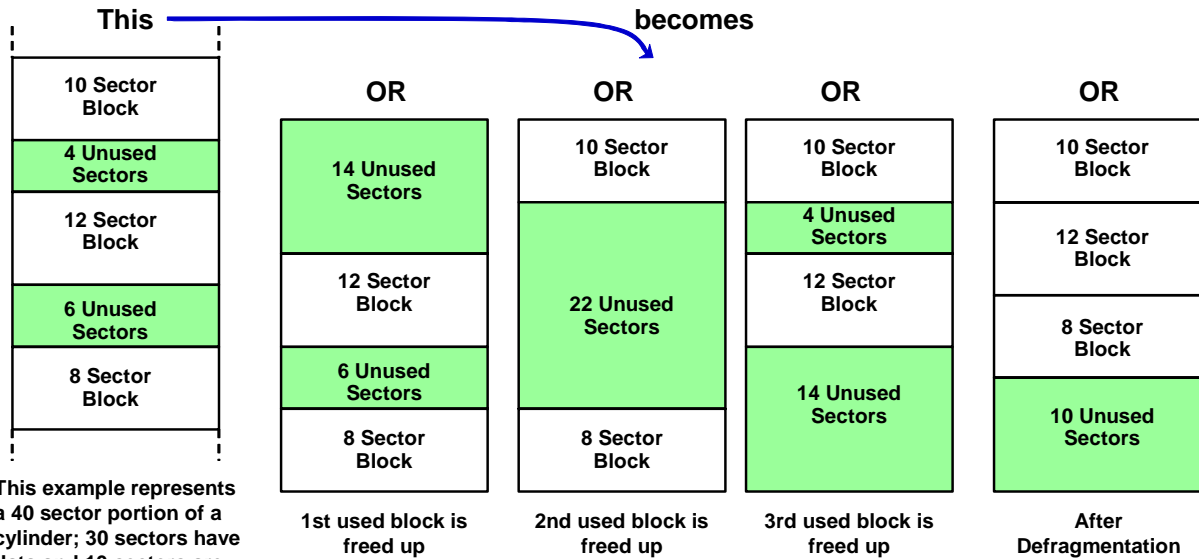 This
becomes
10 Sector
Block
4 Unused
Sectors
12 Sector
Block
6 Unused
Sectors
8 Sector
Block
This example represents
a 40 sector portion of a
cylinder; 30 sectors have
OR
14 Unused
Sectors
12 Sector
Block
6 Unused
Sectors
8 Sector
Block
1st used block is
freed up
OR
10 Sector
Block
22 Unused
Sectors
8 Sector
Block
2nd used block is
freed up
OR
10 Sector
Block
4 Unused
Sectors
12 Sector
Block
14 Unused
Sectors
3rd used block is
freed up
OR
10 Sector
Block
12 Sector
Block
8 Sector
Block
10 Unused
Sectors
After
Defragmentation